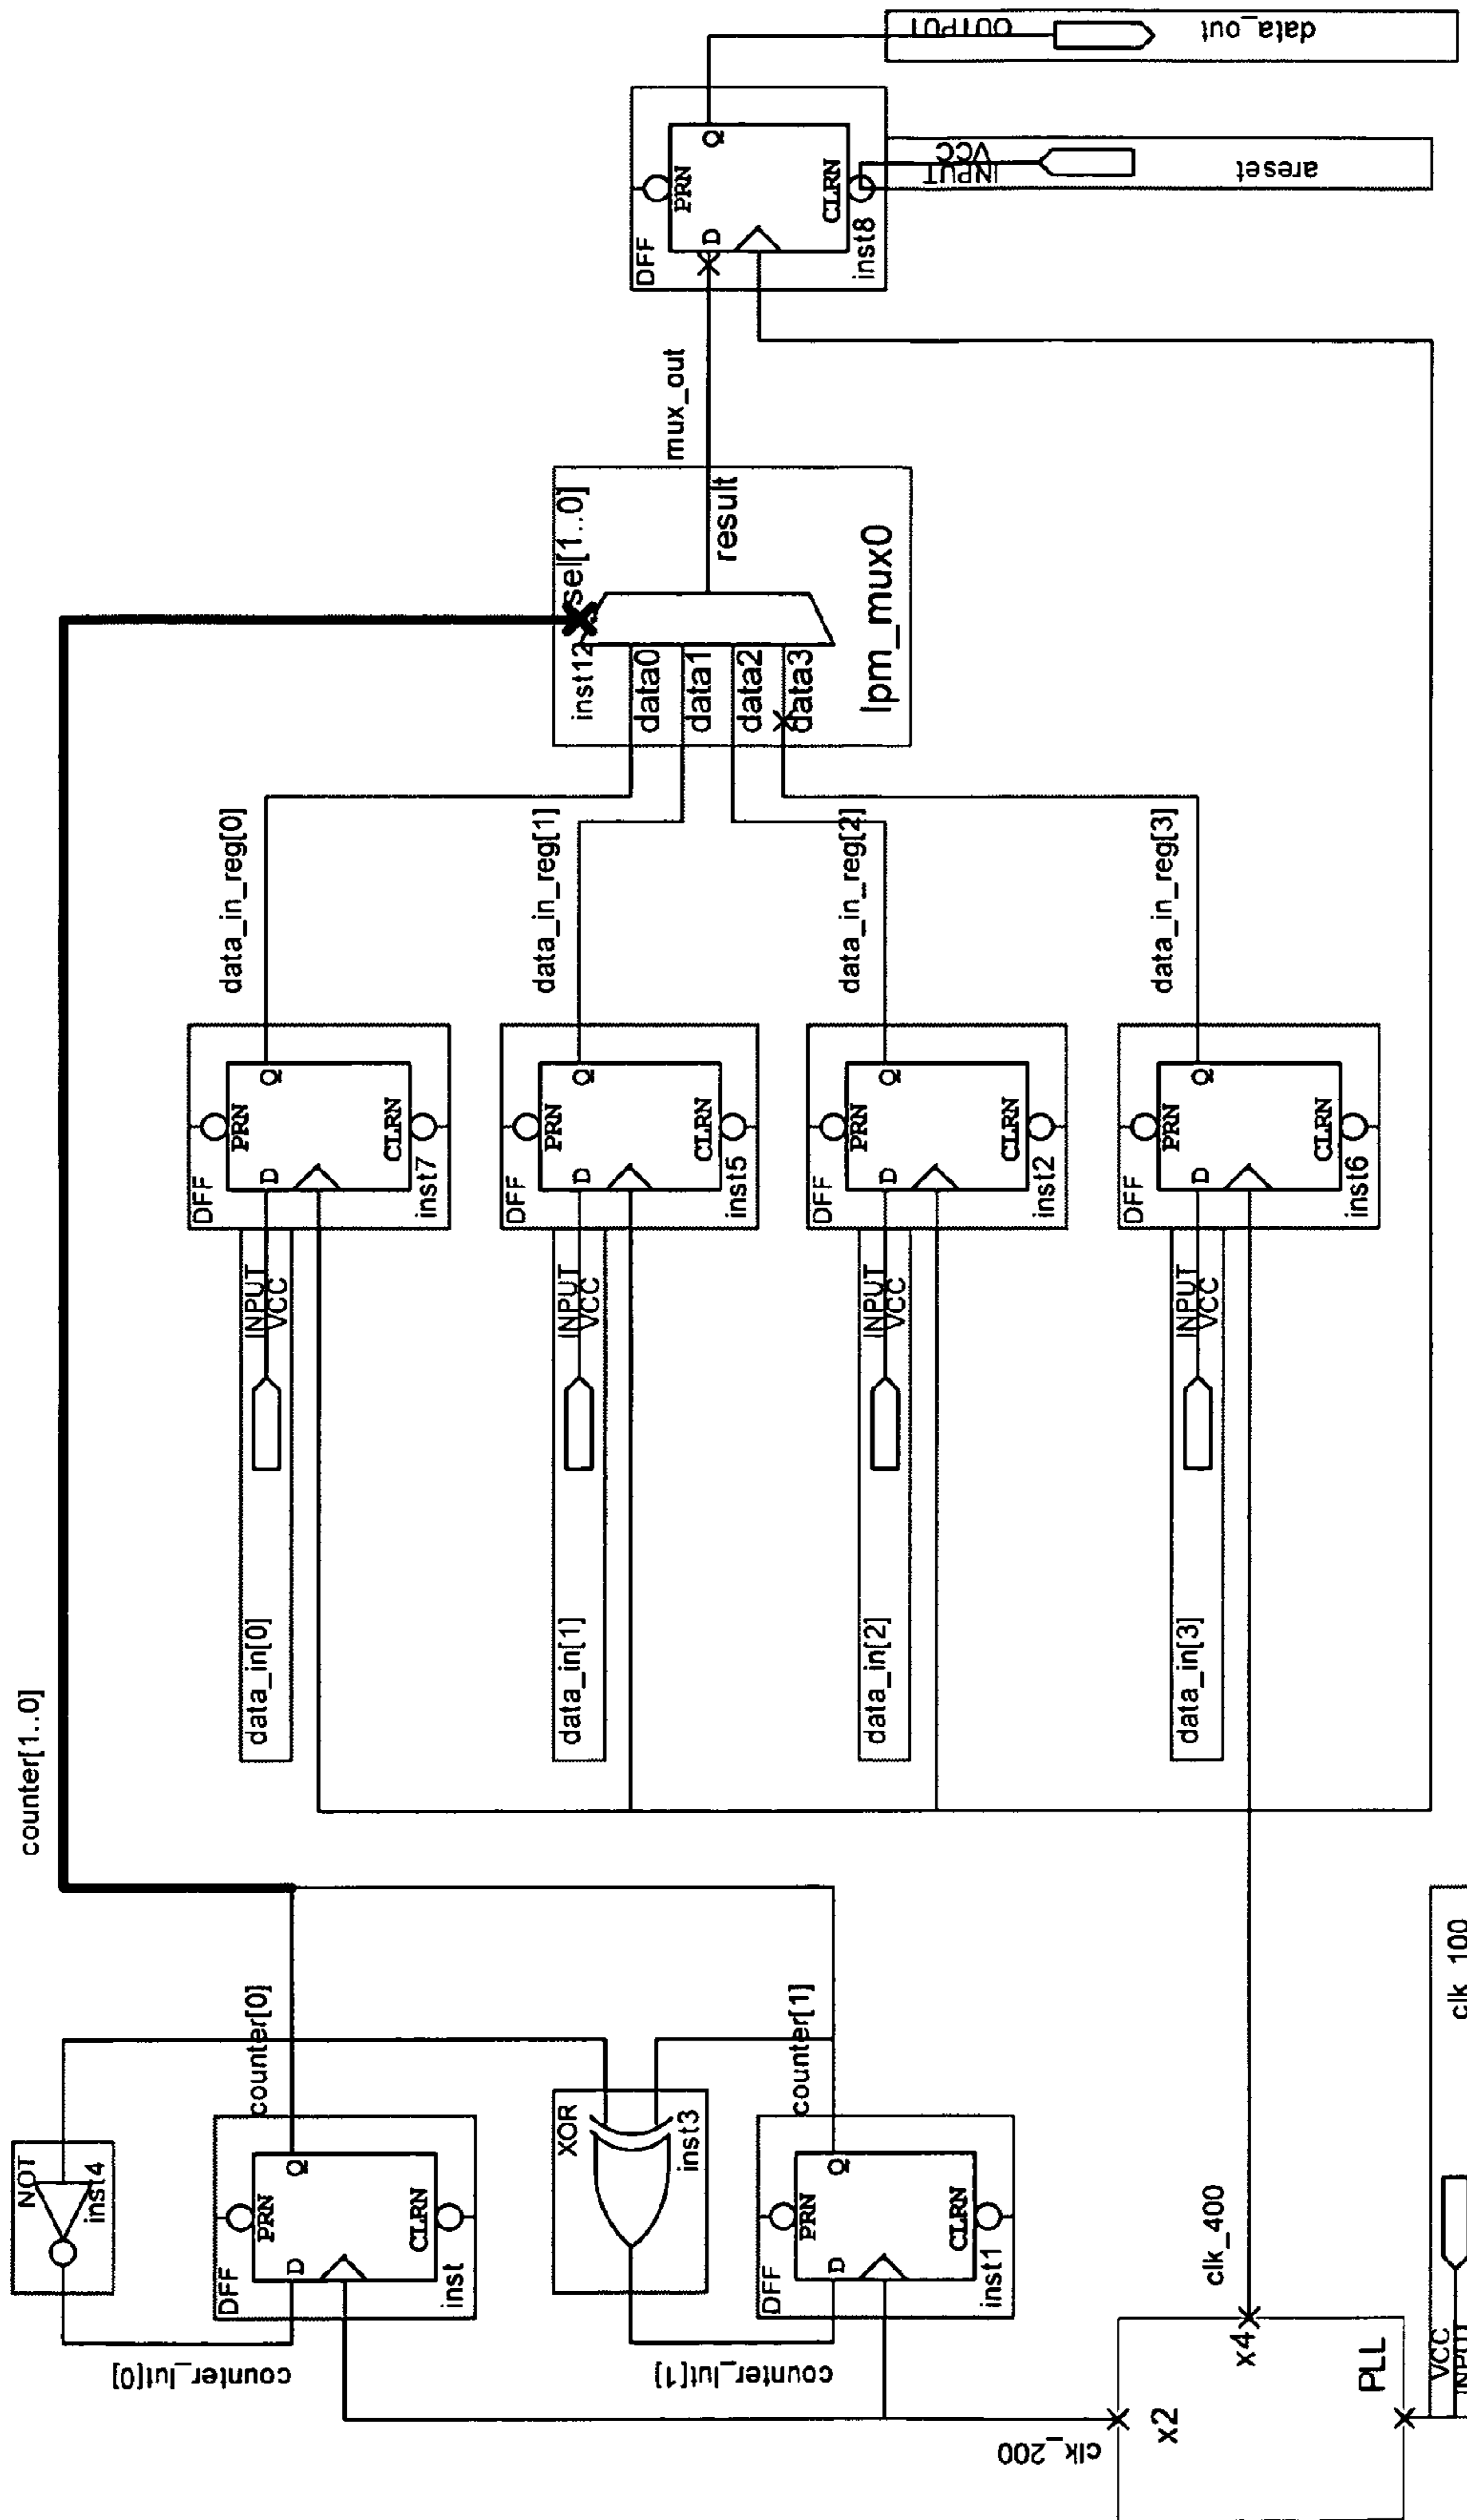 counter[1..0]
NOT
inst4
counter_lut[0]
DFF
PRN
D
Q
CLRN
inst
counter[0]
XOR
inst3
counter_lut[1]
DFF
PRN
D
Q
CLRN
inst1
counter[1]
clk_200
x2
x4
PLL
clk_400
VCC
INPUT
clk_100
data_in[0]
INPUT
VCC
DFF
PRN
D
Q
CLRN
inst7
data_in_reg[0]
data_in[1]
INPUT
VCC
DFF
PRN
D
Q
CLRN
inst5
data_in_reg[1]
data_in[2]
INPUT
VCC
DFF
PRN
D
Q
CLRN
inst2
data_in_reg[2]
data_in[3]
INPUT
VCC
DFF
PRN
D
Q
CLRN
inst6
data_in_reg[3]
inst12
sel[1..0]
data0
data1
data2
data3
result
lpm_mux0
mux_out
DFF
PRN
D
Q
CLRN
inst8
INPUT
VCC
areset
OUTPUT
data_out